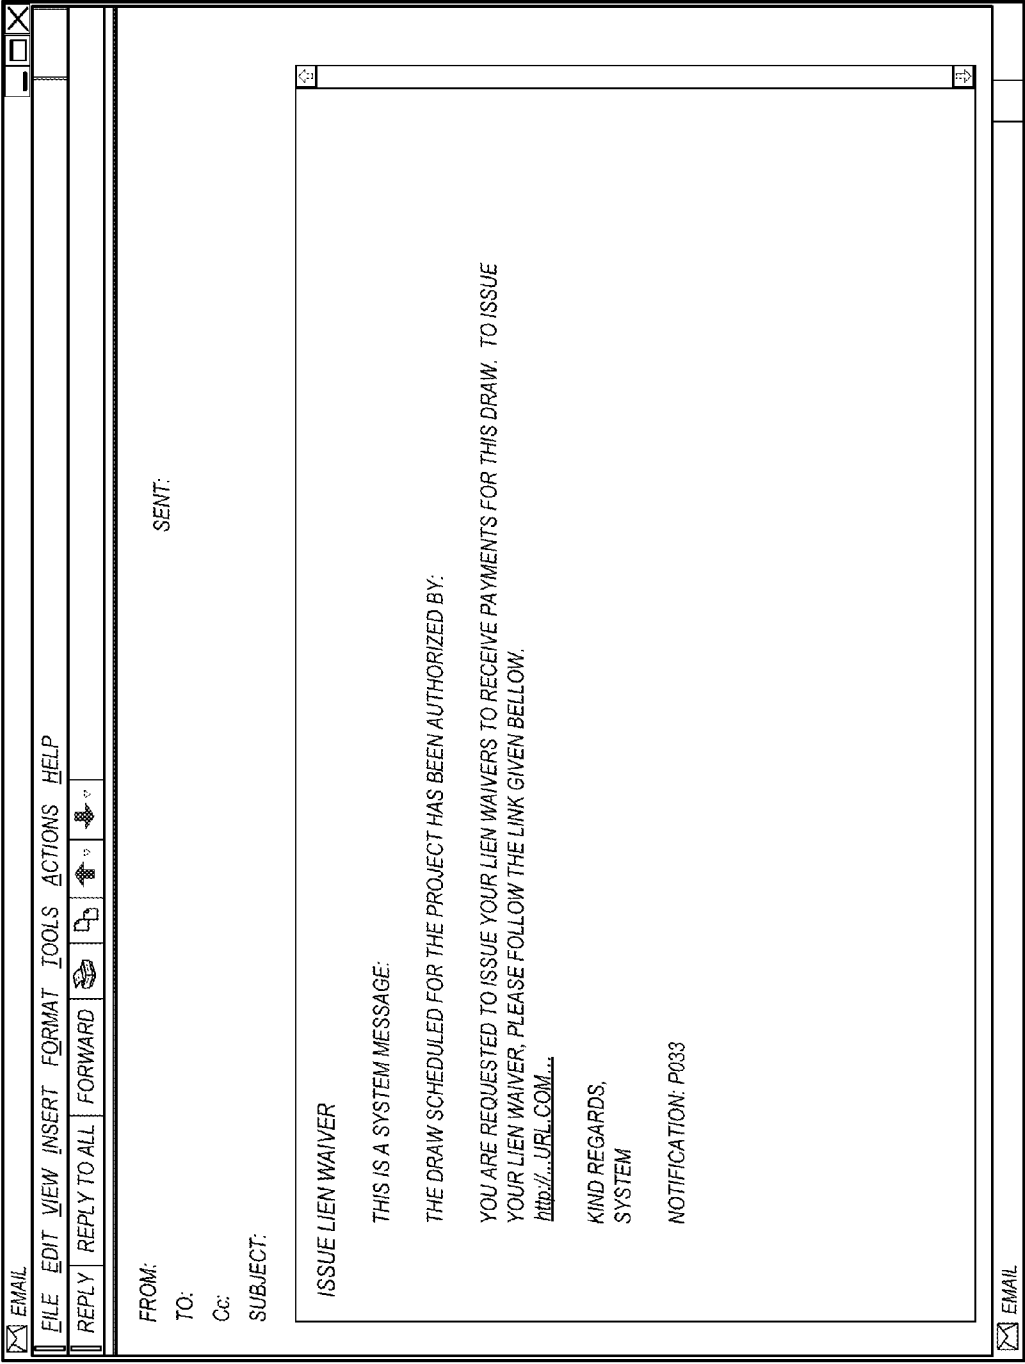 EMAIL
FILE EDIT VIEW INSERT FORMAT TOOLS ACTIONS HELP
REPLY REPLY TO ALL FORWARD
FROM: SENT:
TO:
Cc:
SUBJECT:
ISSUE LIEN WAIVER
THIS IS A SYSTEM MESSAGE:
THE DRAW SCHEDULED FOR THE PROJECT HAS BEEN AUTHORIZED BY:
YOU ARE REQUESTED TO ISSUE YOUR LIEN WAIVERS TO RECEIVE PAYMENTS FOR THIS DRAW. TO ISSUE
YOUR LIEN WAIVER, PLEASE FOLLOW THE LINK GIVEN BELLOW.
http://...URL.COM...
KIND REGARDS,
SYSTEM
NOTIFICATION: P033
EMAIL